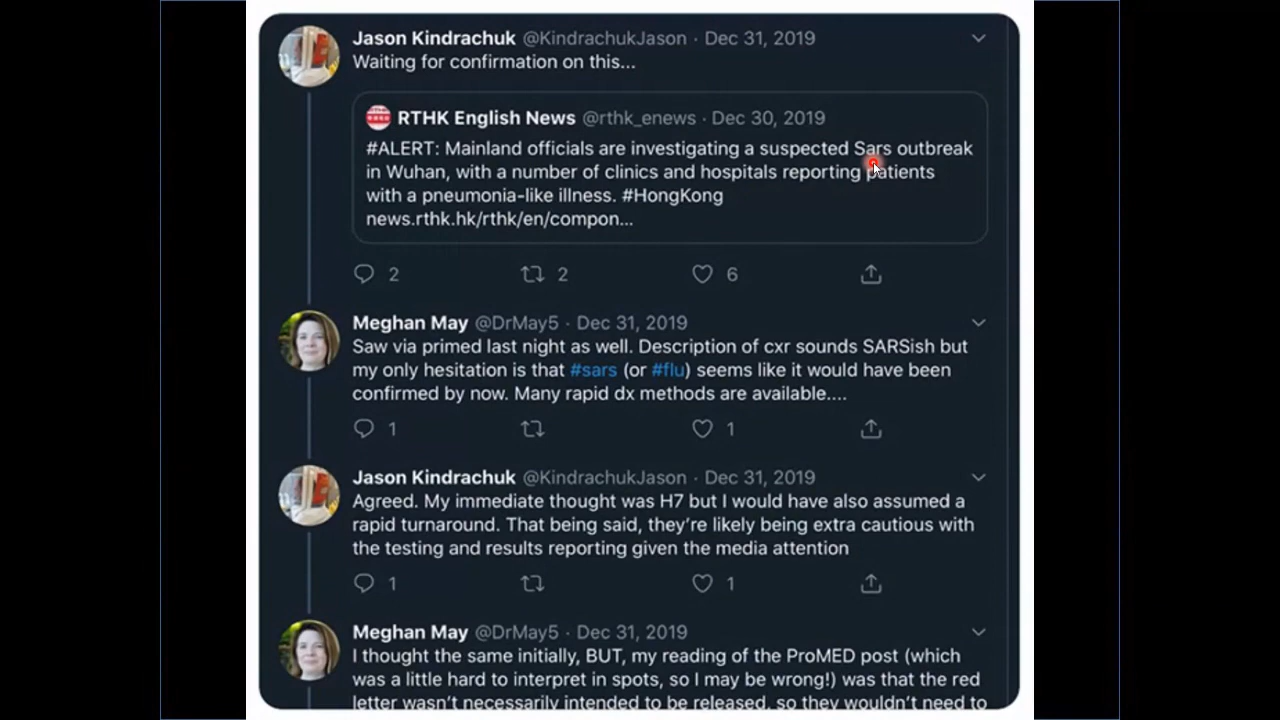 Jason Kindrachuk @KindrachukJason · Dec 31, 2019
Waiting for confirmation on this...
RTHK English News @rthk_enews · Dec 30, 2019
#ALERT: Mainland officials are investigating a suspected Sars outbreak
in Wuhan, with a number of clinics and hospitals reporting patients
with a pneumonia-like illness. #HongKong
news.rthk.hk/rthk/en/compon...
2 2 6
Meghan May @DrMay5 · Dec 31, 2019
Saw via primed last night as well. Description of cxr sounds SARSish but
my only hesitation is that #sars (or #flu) seems like it would have been
confirmed by now. Many rapid dx methods are available....
1 1
Jason Kindrachuk @KindrachukJason · Dec 31, 2019
Agreed. My immediate thought was H7 but I would have also assumed a
rapid turnaround. That being said, they’re likely being extra cautious with
the testing and results reporting given the media attention
1 1
Meghan May @DrMay5 · Dec 31, 2019
I thought the same initially, BUT, my reading of the ProMED post (which
was a little hard to interpret in spots, so I may be wrong!) was that the red
letter wasn’t necessarily intended to be released, so they wouldn’t need to